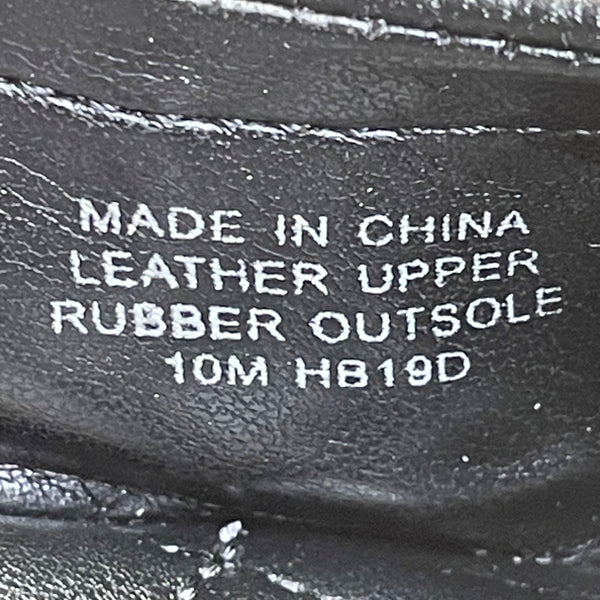 MADE IN CHINA
LEATHER UPPER
RUBBER OUTSOLE
10M HB19D